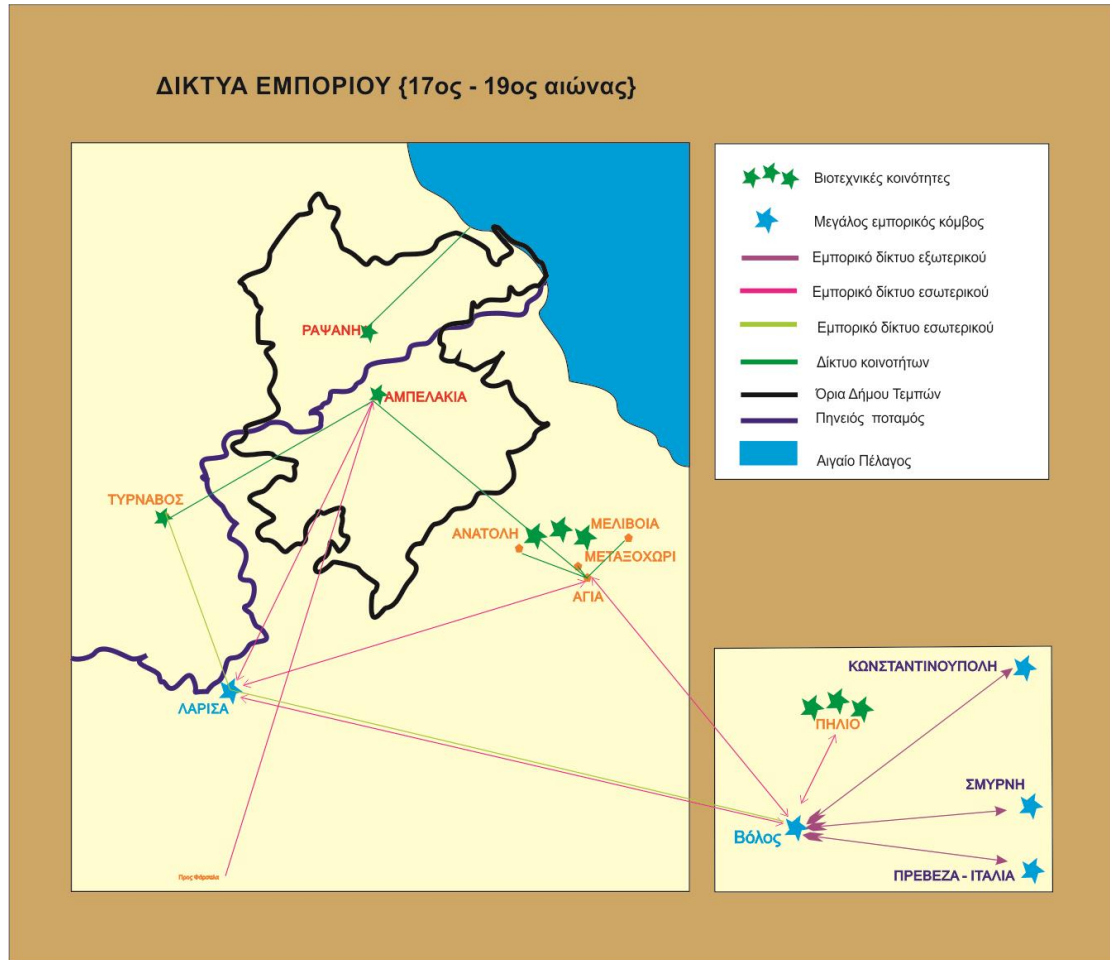 ΔΙΚΤΥΑ ΕΜΠΟΡΙΟΥ {17ος - 19ος αιώνας}
Βιοτεχνικές κοινότητες
Μεγάλος εμπορικός κόμβος
Εμπορικό δίκτυο εξωτερικού
Εμπορικό δίκτυο εσωτερικού
Εμπορικό δίκτυο εσωτερικού
Δίκτυο κοινοτήτων
Όρια Δήμου Τεμπών
Πηνειός ποταμός
Αιγαίο Πέλαγος
ΡΑΨΑΝΗ
ΑΜΠΕΛΑΚΙΑ
ΤΥΡΝΑΒΟΣ
ΑΝΑΤΟΛΗ
ΜΕΛΙΒΟΙΑ
ΜΕΤΑΞΟΧΩΡΙ
ΑΓΙΑ
ΛΑΡΙΣΑ
Προς Φάρσαλα
ΚΩΝΣΤΑΝΤΙΝΟΥΠΟΛΗ
ΠΗΛΙΟ
ΣΜΥΡΝΗ
Βόλος
ΠΡΕΒΕΖΑ - ΙΤΑΛΙΑ